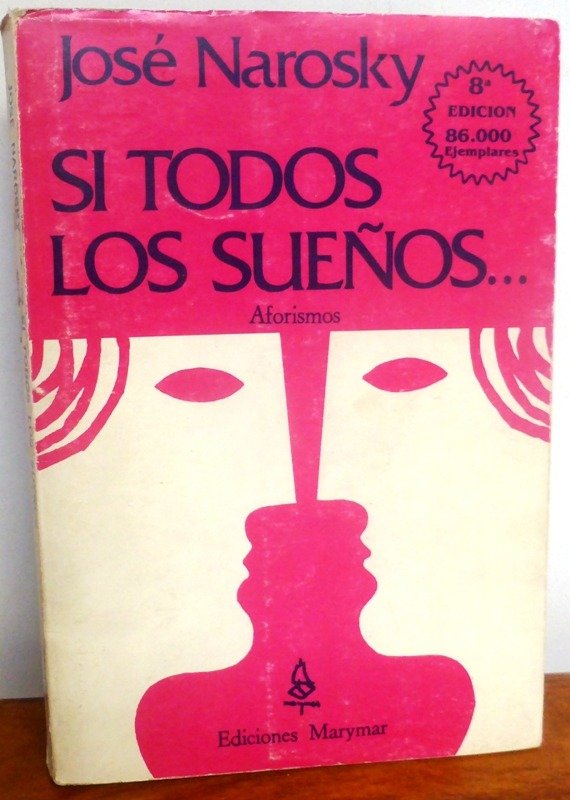 José Narosky
8ª
EDICION
86.000
Ejemplares
SI TODOS
LOS SUEÑOS...
Aforismos
Ediciones Marymar